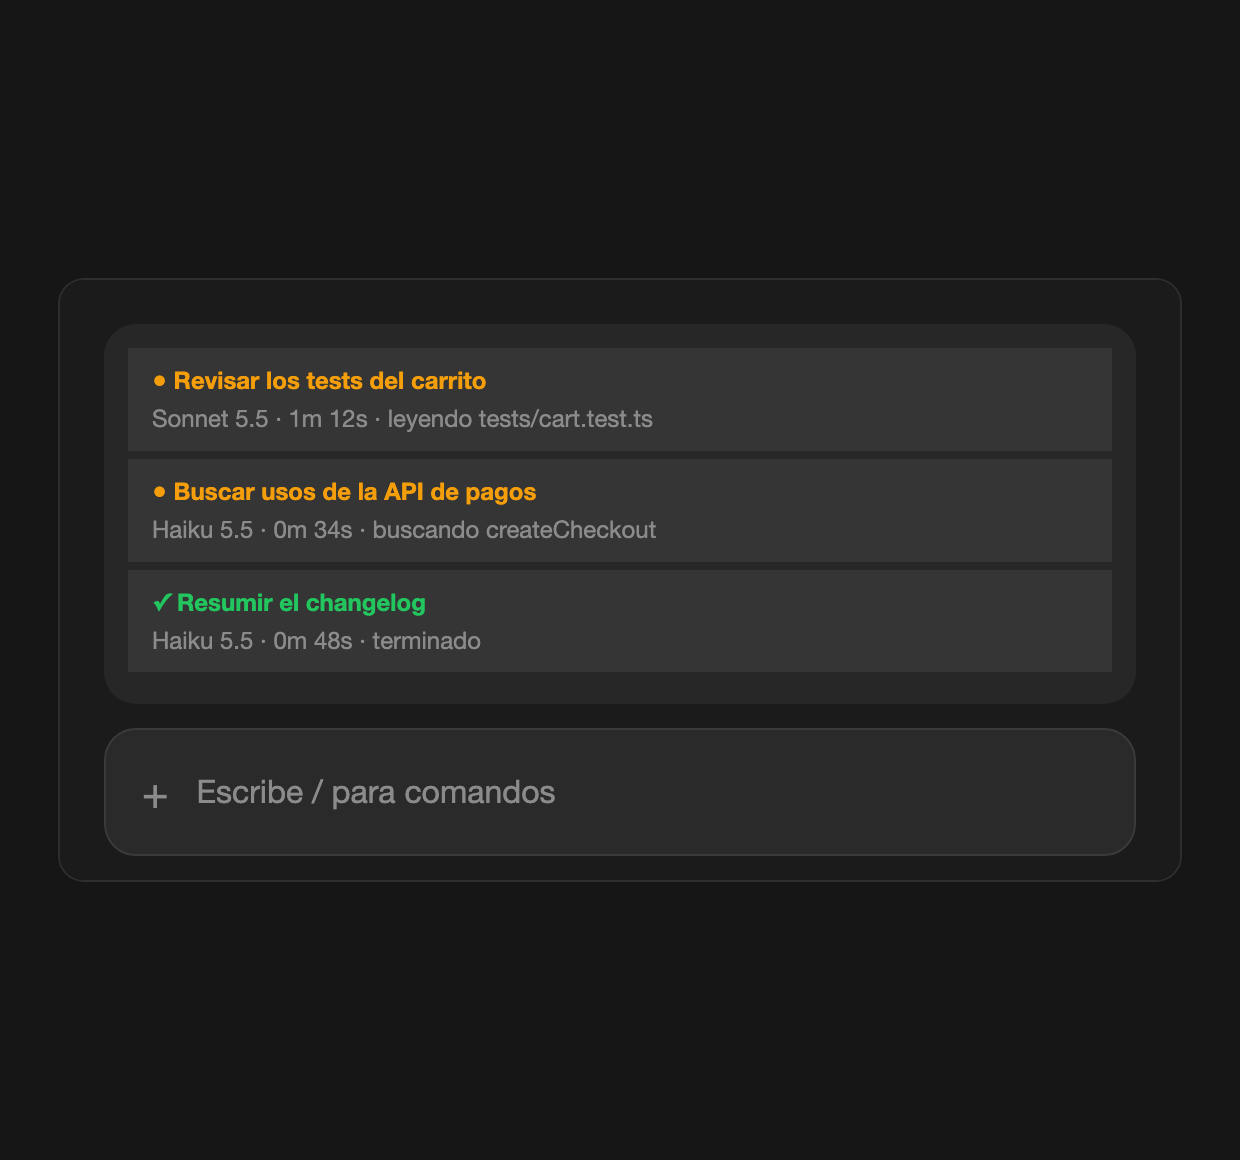 ● Revisar los tests del carrito
Sonnet 5.5 · 1m 12s · leyendo tests/cart.test.ts
● Buscar usos de la API de pagos
Haiku 5.5 · 0m 34s · buscando createCheckout
✓ Resumir el changelog
Haiku 5.5 · 0m 48s · terminado
+ Escribe / para comandos